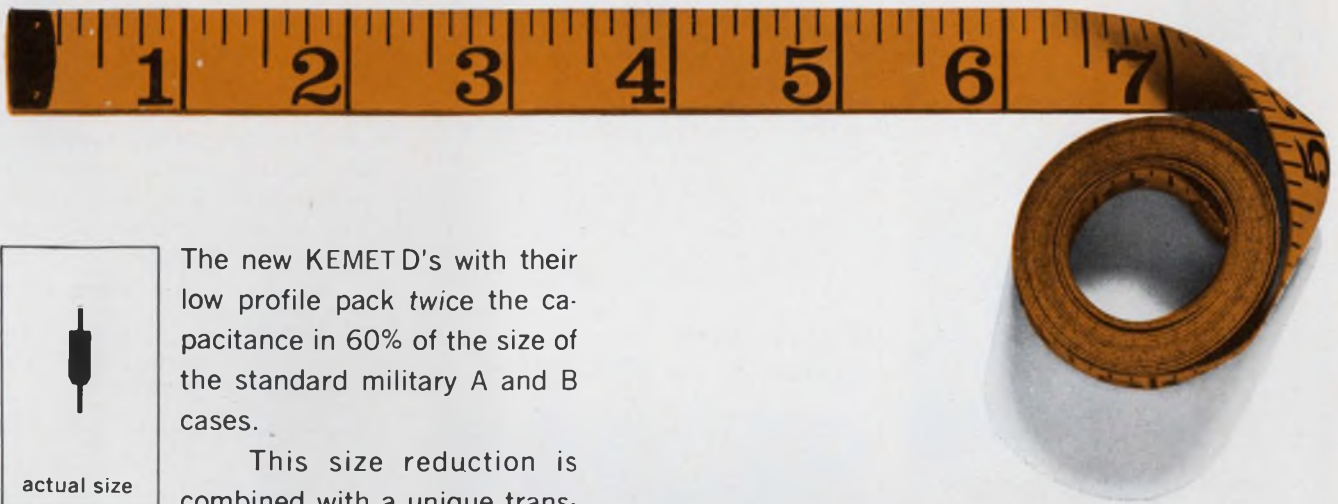 1 2 3 4 5 6 7
5
The new KEMET D's with their
low profile pack twice the ca-
pacitance in 60% of the size of
the standard military A and B
cases.
This size reduction is
combined with a unique trans-
actual size